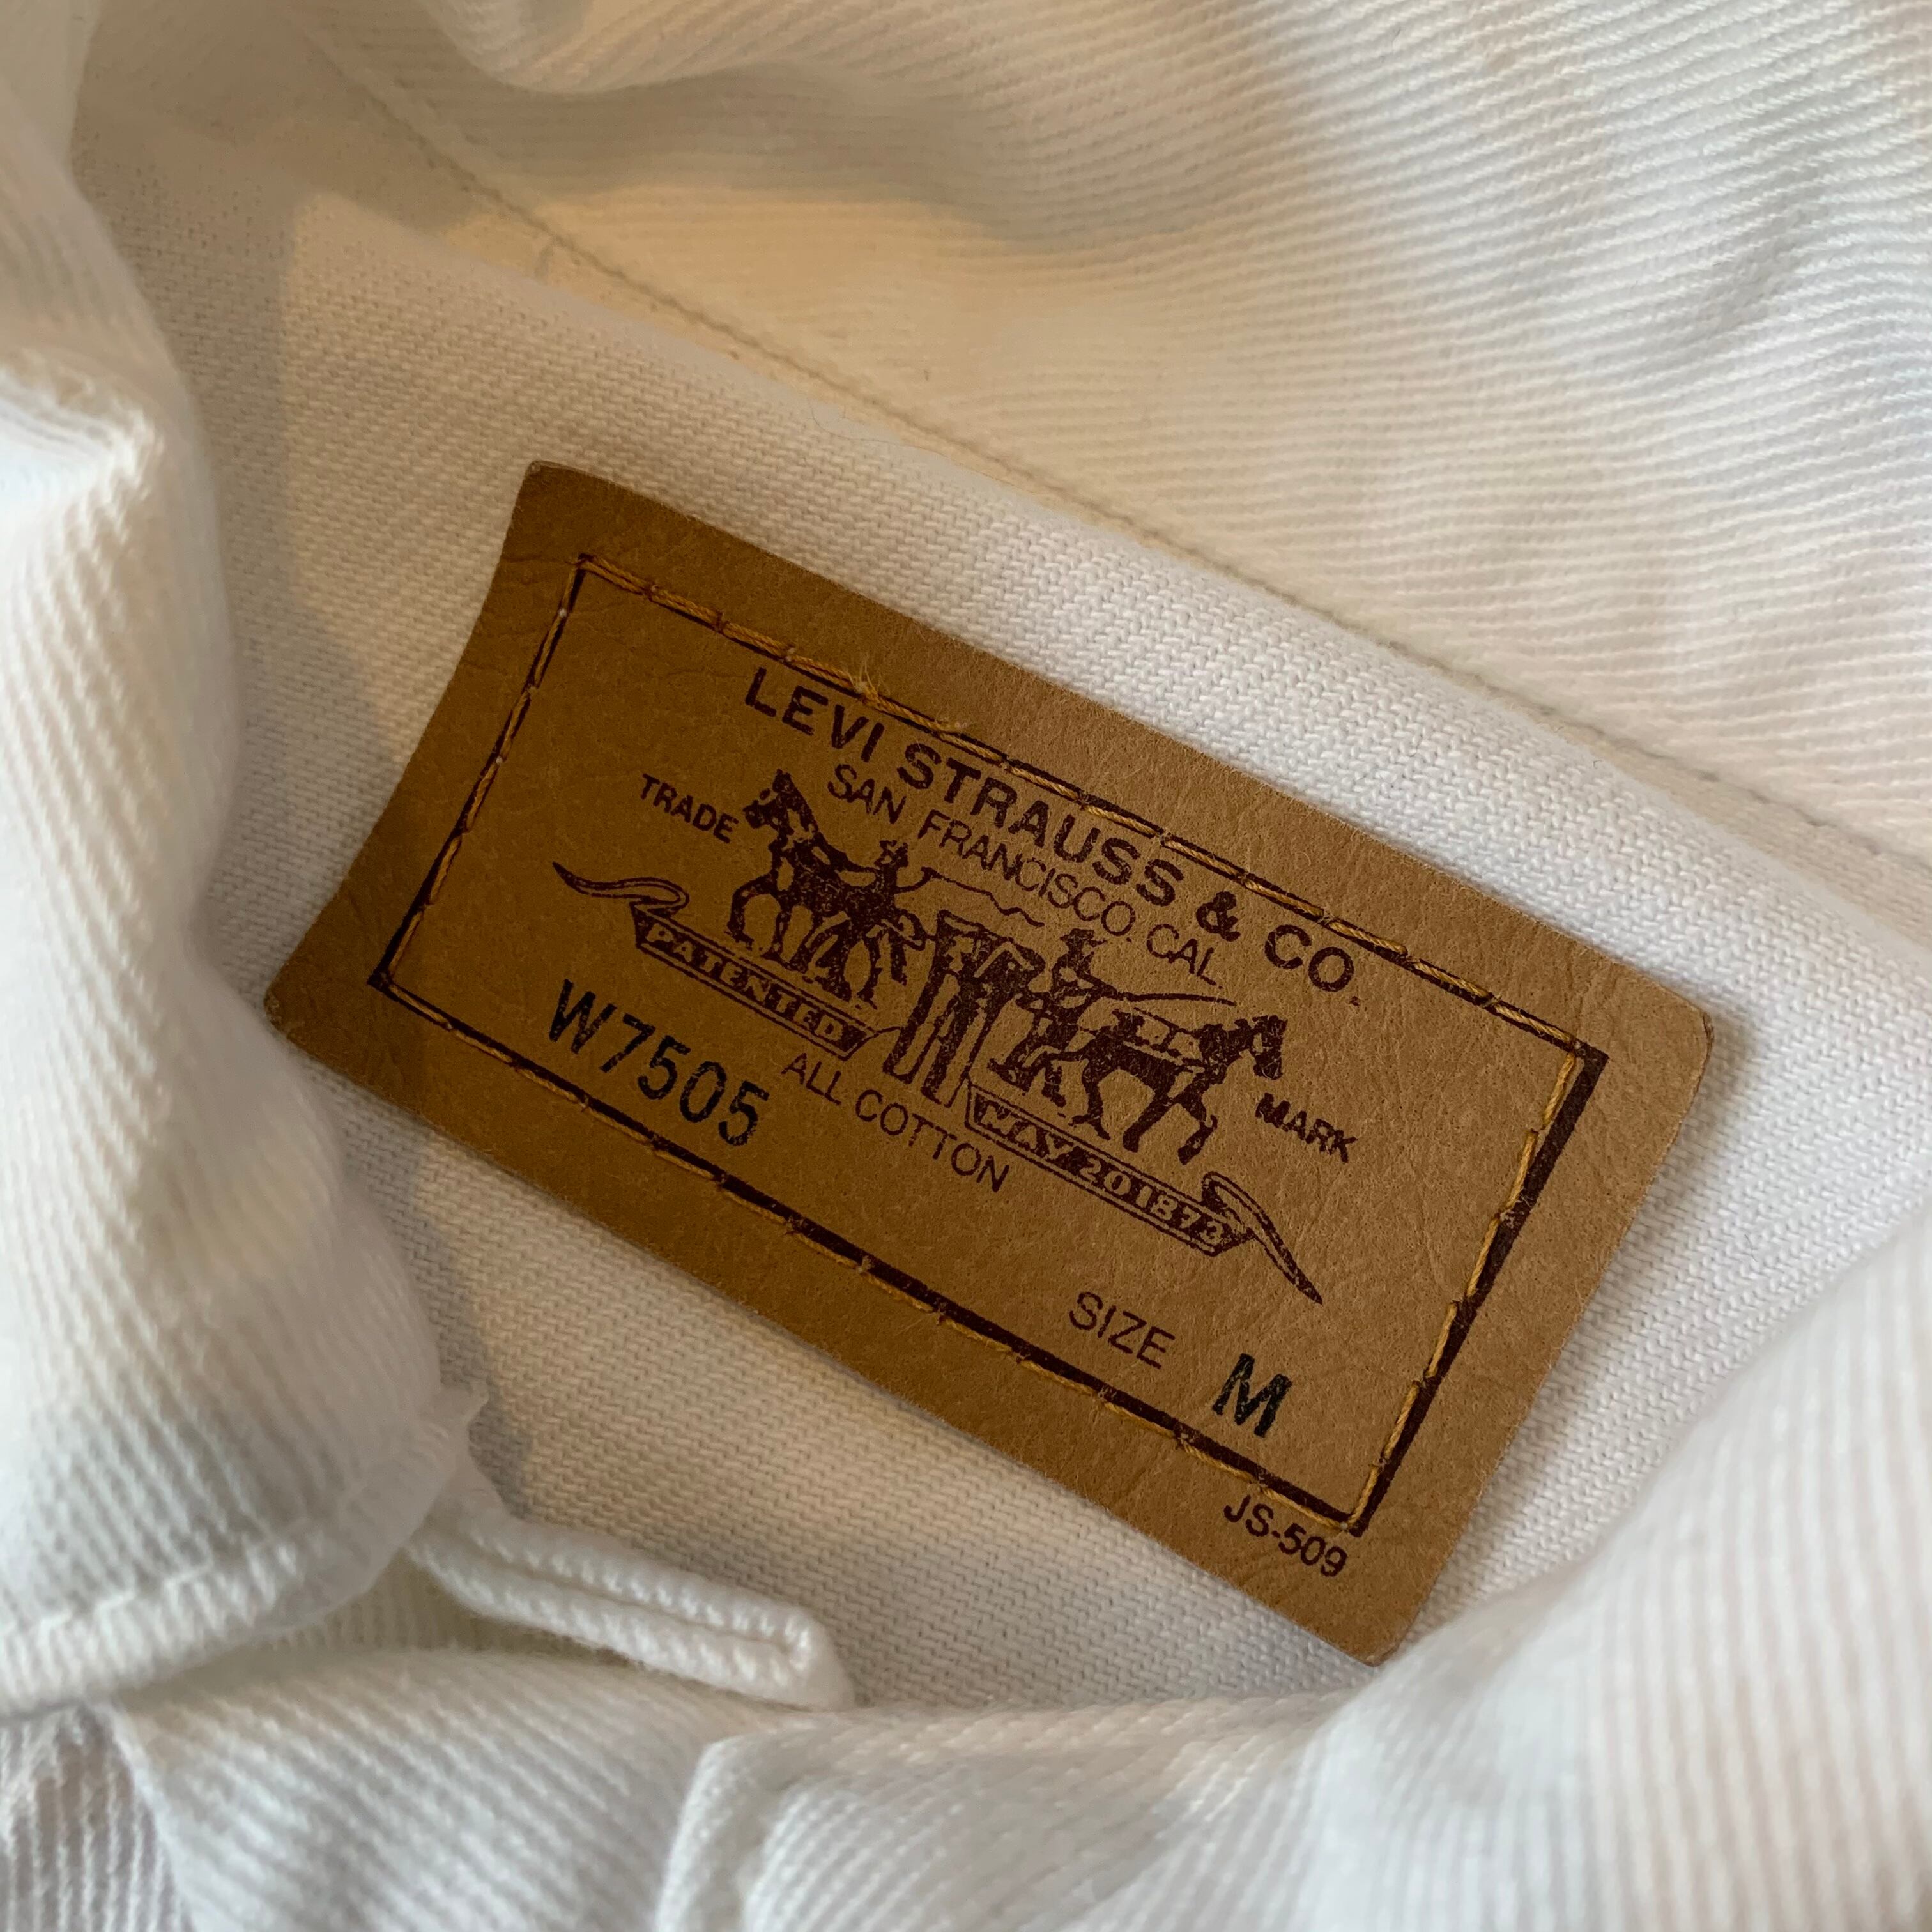 LEVI STRAUSS & CO.
SAN FRANCISCO. CAL
TRADE MARK
PATENTED MAY 20 1873
W7505
ALL COTTON
SIZE M
JS-509